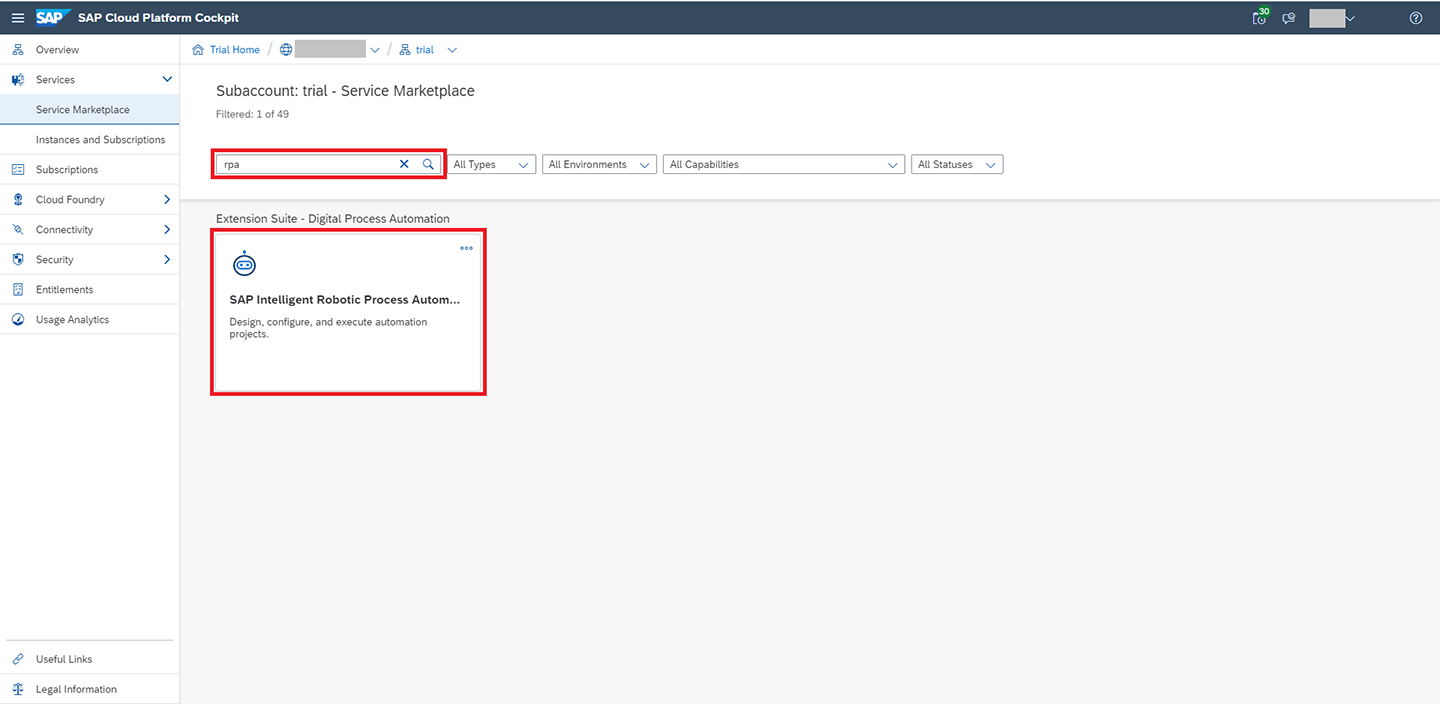 SAP SAP Cloud Platform Cockpit 30
Overview
Services
Service Marketplace
Instances and Subscriptions
Subscriptions
Cloud Foundry
Connectivity
Security
Entitlements
Usage Analytics
Useful Links
Legal Information
Trial Home / / trial
Subaccount: trial - Service Marketplace
Filtered: 1 of 49
rpa All Types All Environments All Capabilities All Statuses
Extension Suite - Digital Process Automation
SAP Intelligent Robotic Process Autom...
Design, configure, and execute automation
projects.